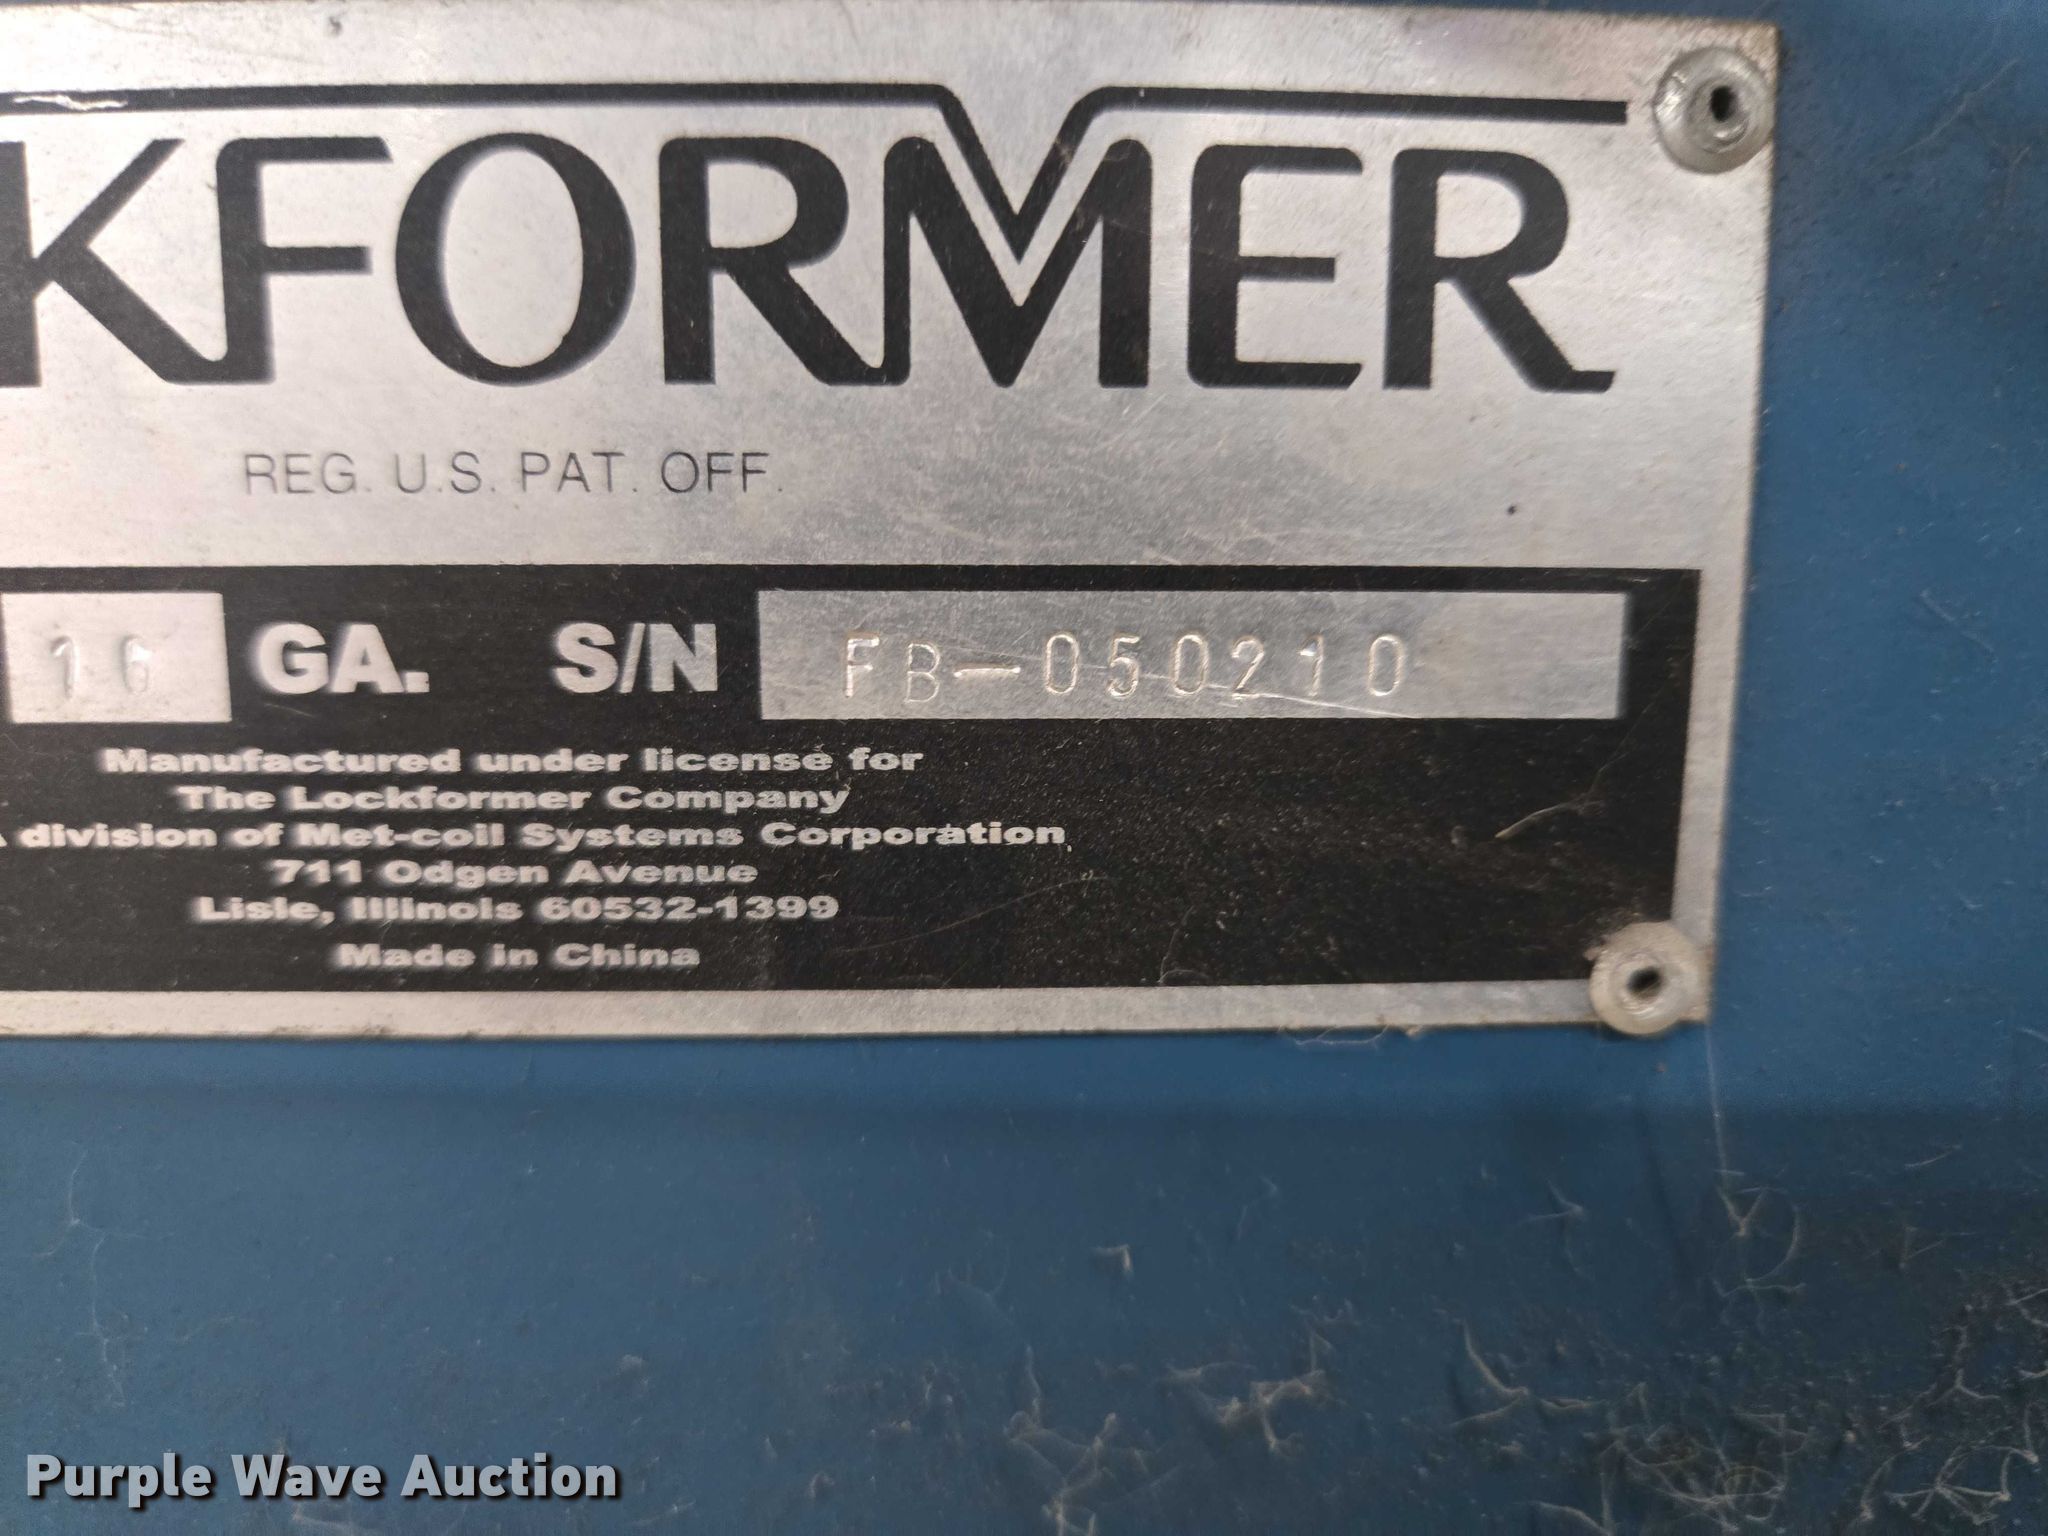 KFORMER
REG. U.S. PAT. OFF.
16 GA. S/N FB-050210
Manufactured under license for
The Lockformer Company
A division of Met-coil Systems Corporation
711 Odgen Avenue
Lisle, Illinois 60532-1399
Made in China
Purple Wave Auction